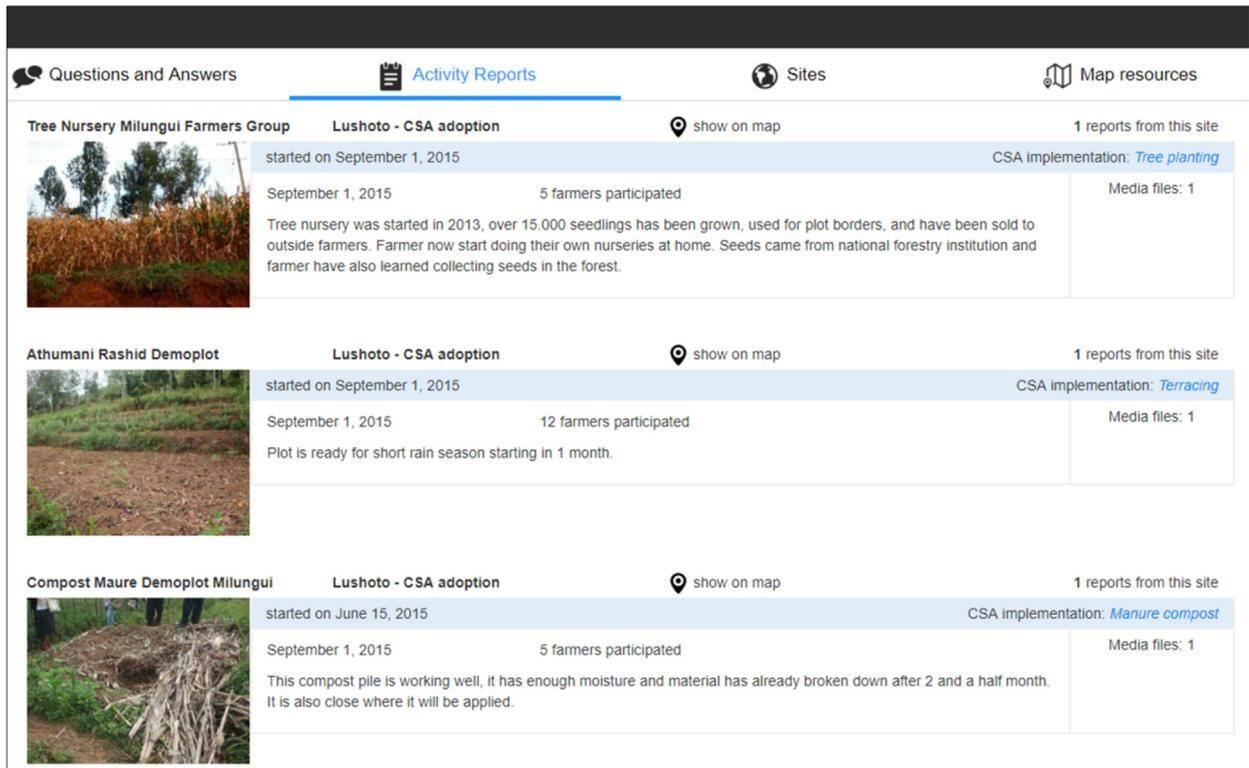 Questions and Answers
Activity Reports
Sites
Map resources
Tree Nursery Milungui Farmers Group
Lushoto - CSA adoption
show on map
1 reports from this site
started on September 1, 2015
CSA implementation: Tree planting
September 1, 2015
5 farmers participated
Media files: 1
Tree nursery was started in 2013, over 15.000 seedlings has been grown, used for plot borders, and have been sold to
outside farmers. Farmer now start doing their own nurseries at home. Seeds came from national forestry institution and
farmer have also learned collecting seeds in the forest.
Athumani Rashid Demoplot
Lushoto - CSA adoption
show on map
1 reports from this site
started on September 1, 2015
CSA implementation: Terracing
September 1, 2015
12 farmers participated
Media files: 1
Plot is ready for short rain season starting in 1 month.
Compost Maure Demoplot Milungui
Lushoto - CSA adoption
show on map
1 reports from this site
started on June 15, 2015
CSA implementation: Manure compost
September 1, 2015
5 farmers participated
Media files: 1
This compost pile is working well, it has enough moisture and material has already broken down after 2 and a half month.
It is also close where it will be applied.